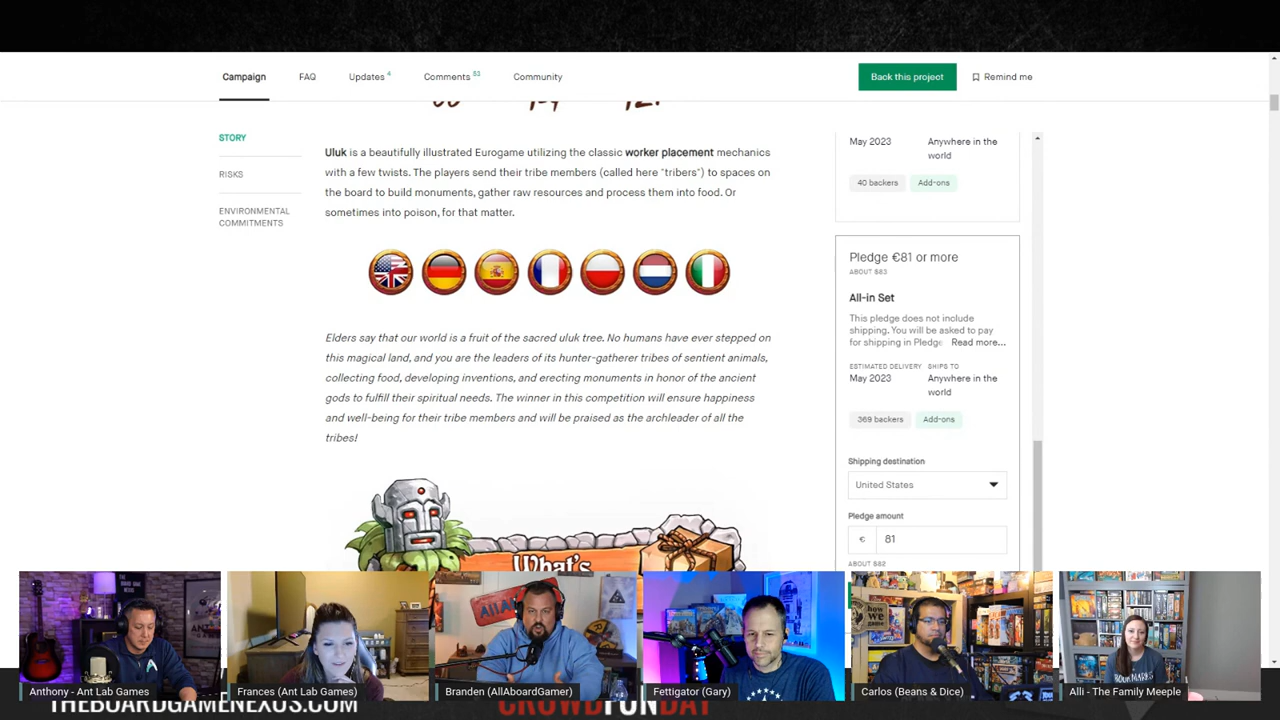 Campaign
FAQ
Updates 4
Comments 53
Community
Back this project
Remind me
STORY
RISKS
ENVIRONMENTAL
COMMITMENTS
Uluk is a beautifully illustrated Eurogame utilizing the classic worker placement mechanics
with a few twists. The players send their tribe members (called here "tribers") to spaces on
the board to build monuments, gather raw resources and process them into food. Or
sometimes into poison, for that matter.
Elders say that our world is a fruit of the sacred uluk tree. No humans have ever stepped on
this magical land, and you are the leaders of its hunter-gatherer tribes of sentient animals,
collecting food, developing inventions, and erecting monuments in honor of the ancient
gods to fulfill their spiritual needs. The winner in this competition will ensure happiness
and well-being for their tribe members and will be praised as the archleader of all the
tribes!
What's
May 2023
Anywhere in the
world
40 backers
Add-ons
Pledge €81 or more
ABOUT $83
All-in Set
This pledge does not include
shipping. You will be asked to pay
for shipping in Pledge Read more...
ESTIMATED DELIVERY
SHIPS TO
May 2023
Anywhere in the
world
369 backers
Add-ons
Shipping destination
United States
Pledge amount
€ 81
ABOUT $82
how
we
game
Anthony - Ant Lab Games
Frances (Ant Lab Games)
Branden (AllAboardGamer)
Fettigator (Gary)
Carlos (Beans & Dice)
Alli - The Family Meeple
THEBOARDGAMENEXUS.COM
CROWDFUNDAY